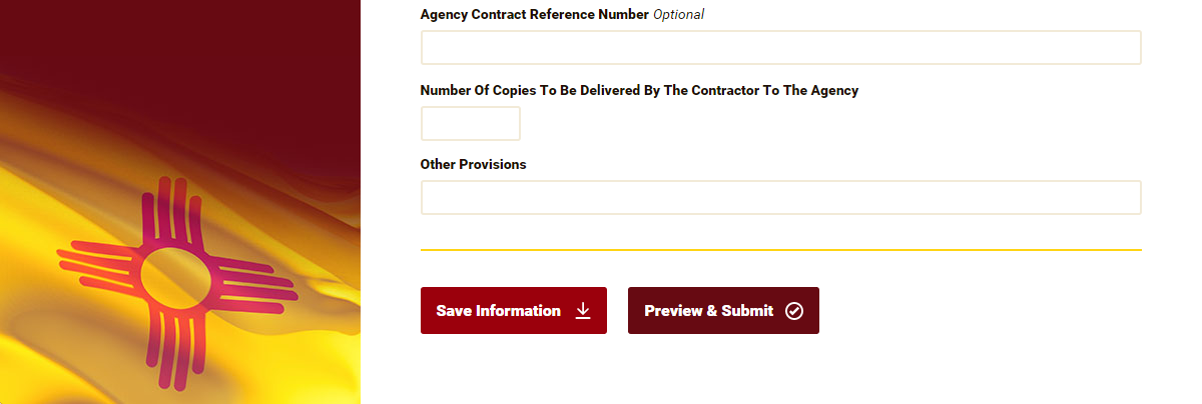 Agency Contract Reference Number Optional
Number Of Copies To Be Delivered By The Contractor To The Agency
Other Provisions
Save Information
Preview & Submit